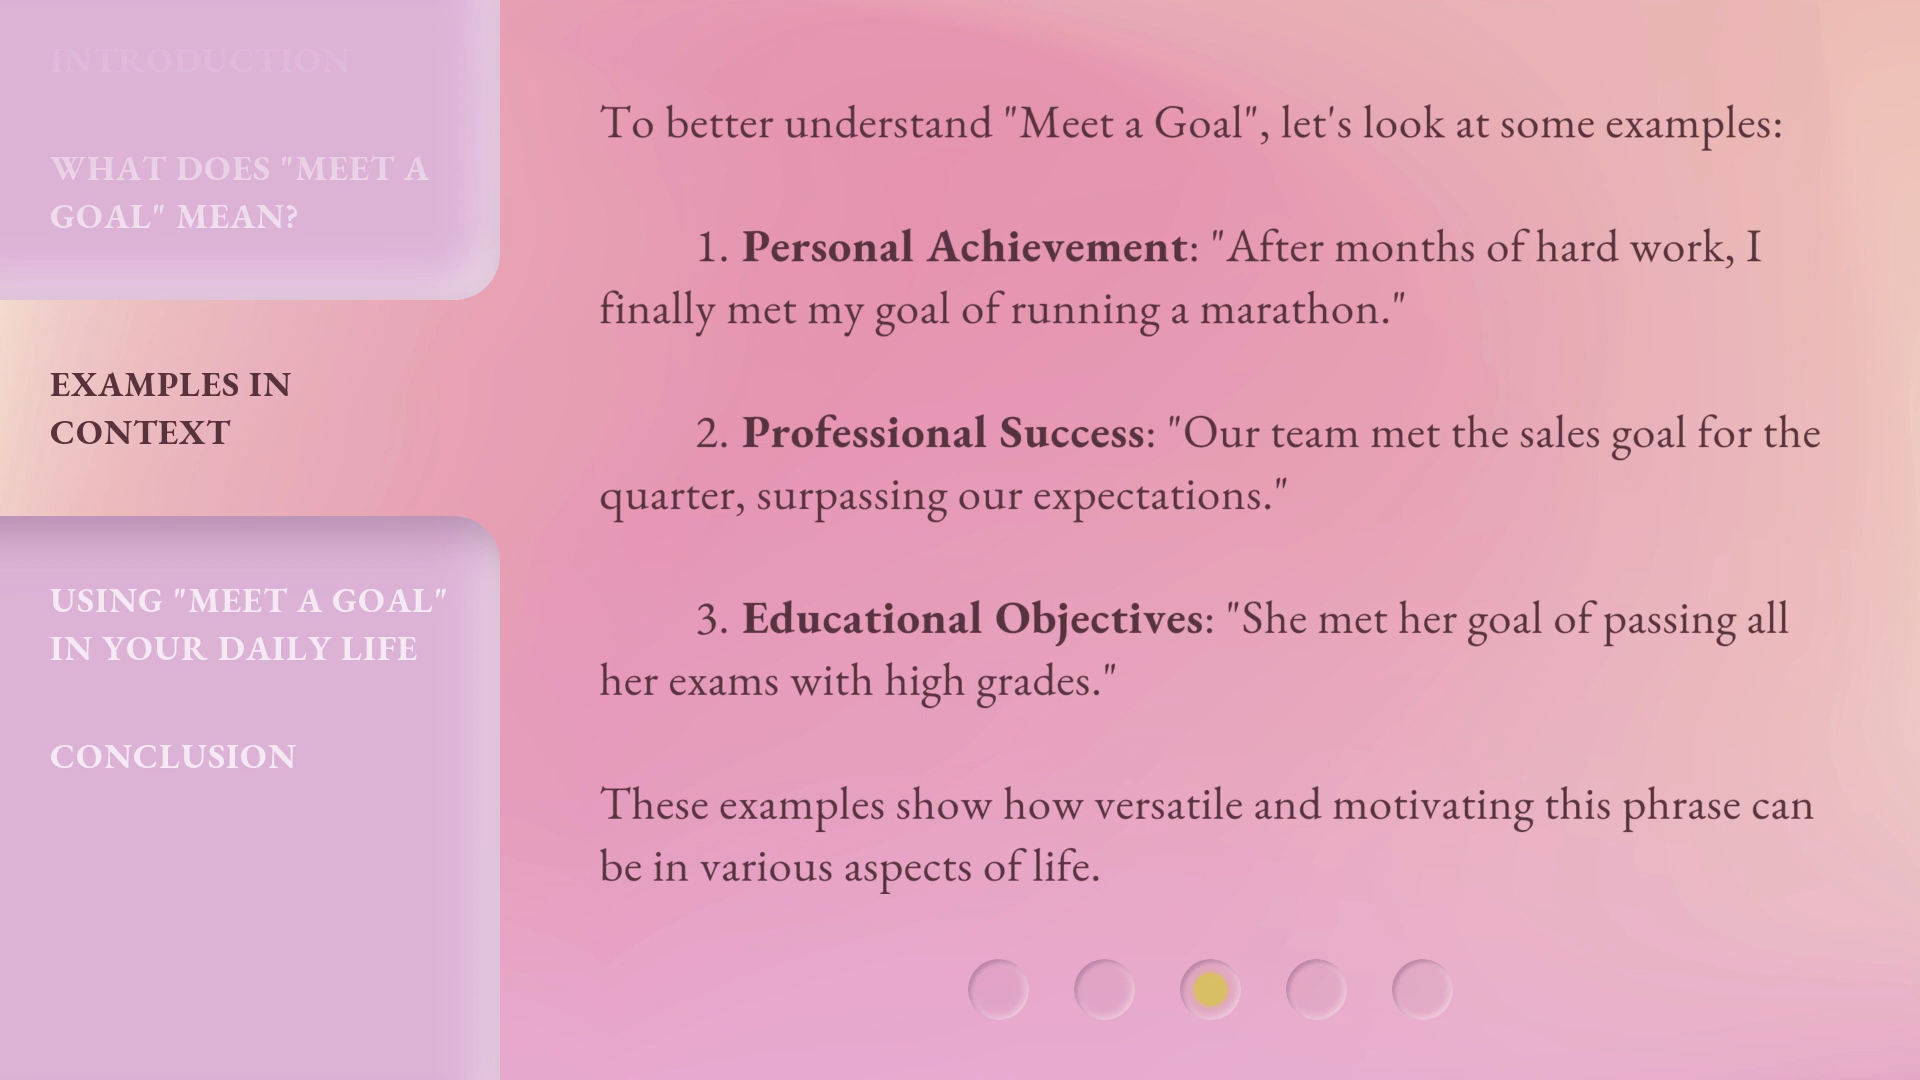 INTRODUCTION
WHAT DOES "MEET A
GOAL" MEAN?
EXAMPLES IN
CONTEXT
USING "MEET A GOAL"
IN YOUR DAILY LIFE
CONCLUSION
To better understand "Meet a Goal", let's look at some examples:
1. Personal Achievement: "After months of hard work, I
finally met my goal of running a marathon."
2. Professional Success: "Our team met the sales goal for the
quarter, surpassing our expectations."
3. Educational Objectives: "She met her goal of passing all
her exams with high grades."
These examples show how versatile and motivating this phrase can
be in various aspects of life.